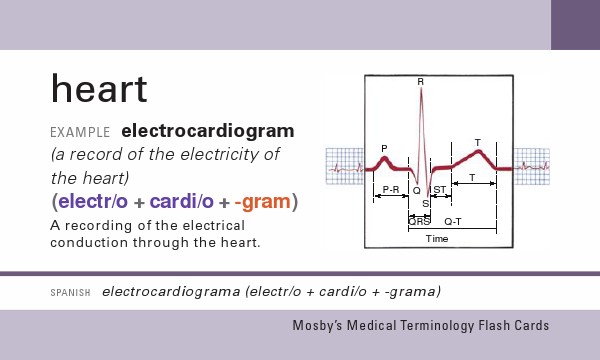 heart
EXAMPLE electrocardiogram
(a record of the electricity of
the heart)
(electr/o + cardi/o + -gram)
A recording of the electrical
conduction through the heart.
R
P
T
P-R
Q
ST
T
S
QRS
Q-T
Time
SPANISH electrocardiograma (electr/o + cardi/o + -grama)
Mosby's Medical Terminology Flash Cards